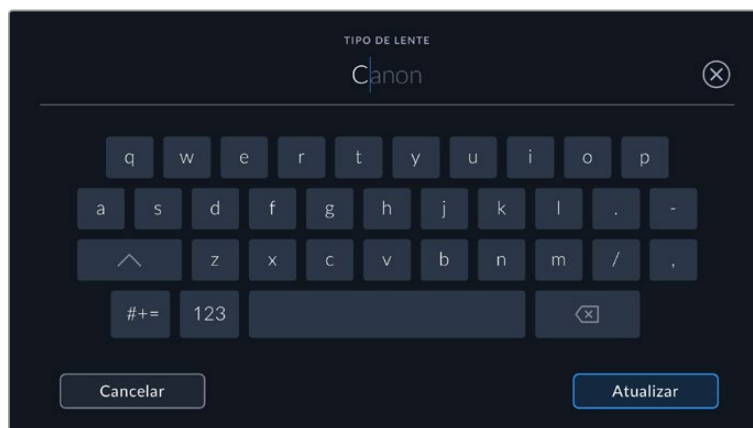 TIPO DE LENTE
Canon
q w e r t y u i o p
a s d f g h j k l . -
z x c v b n m / ,
#+= 123
Cancelar Atualizar